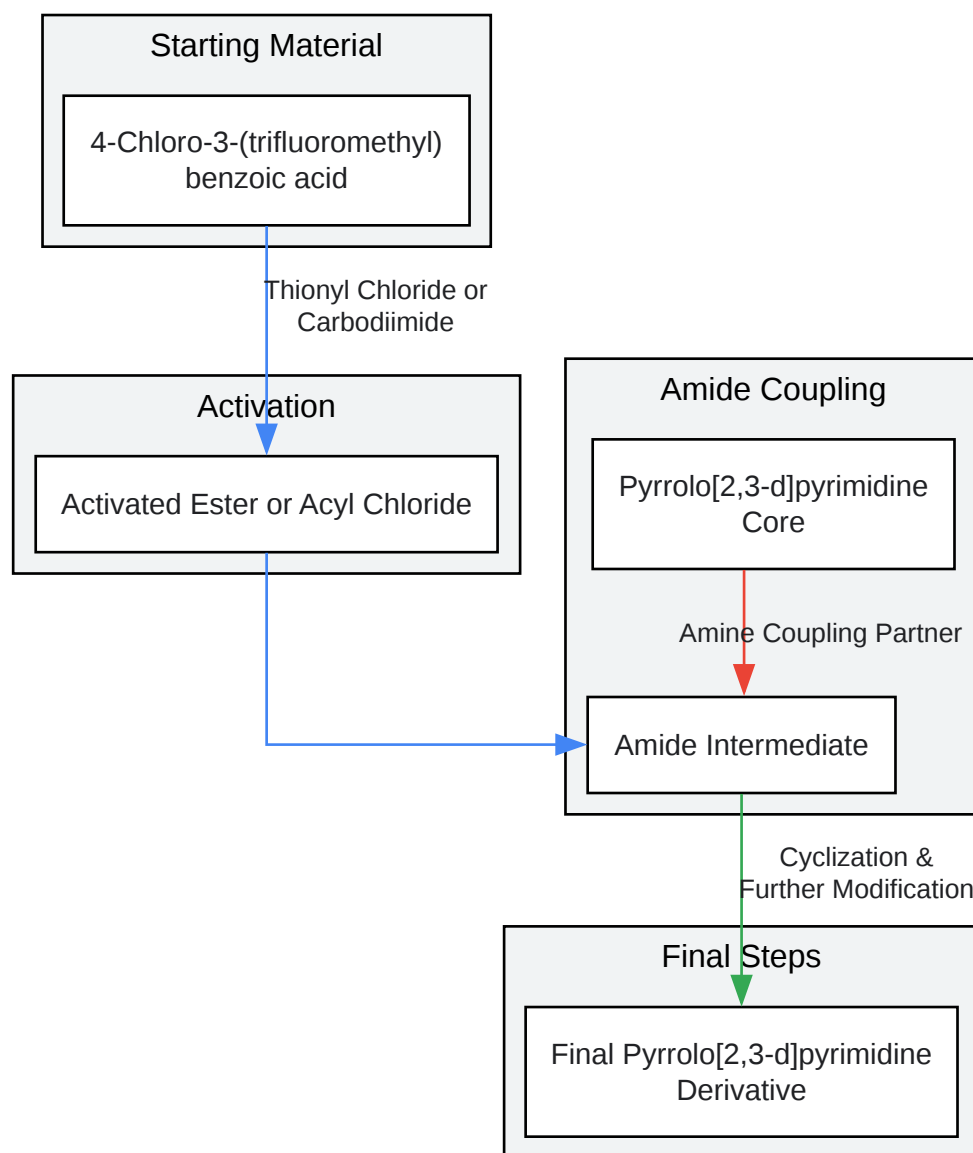 Starting Material
4-Chloro-3-(trifluoromethyl)
benzoic acid
Thionyl Chloride or
Carbodiimide
Activation
Activated Ester or Acyl Chloride
Amide Coupling
Pyrrolo[2,3-d]pyrimidine
Core
Amine Coupling Partner
Amide Intermediate
Cyclization &
Further Modification
Final Steps
Final Pyrrolo[2,3-d]pyrimidine
Derivative